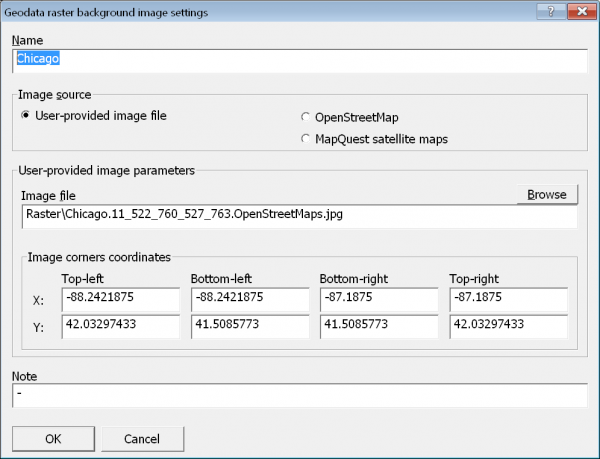 Geodata raster background image settings
Name
Chicago
Image source
User-provided image file
OpenStreetMap
MapQuest satellite maps
User-provided image parameters
Image file
Browse
Raster\Chicago.11_522_760_527_763.OpenStreetMaps.jpg
Image corners coordinates
Top-left Bottom-left Bottom-right Top-right
X: -88.2421875 -88.2421875 -87.1875 -87.1875
Y: 42.03297433 41.5085773 41.5085773 42.03297433
Note
-
OK Cancel